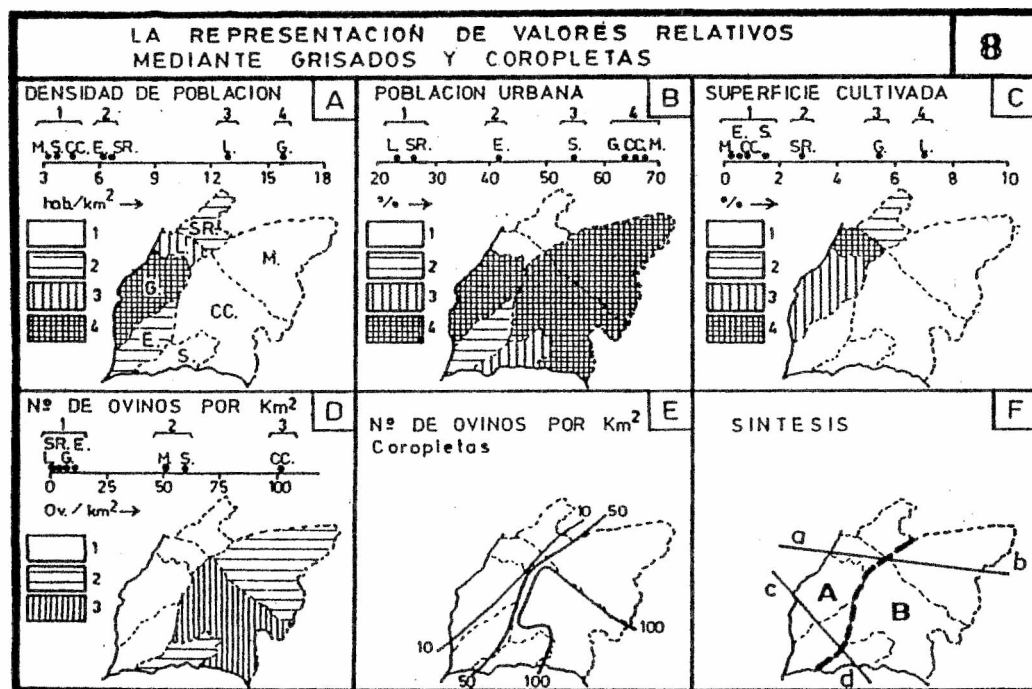 LA REPRESENTACIÓN DE VALORES RELATIVOS
MEDIANTE GRISADOS Y COROPLETAS
8
DENSIDAD DE POBLACION
A
1 2 3 4
M. S. CC. E. SR. L. G.
3 6 9 12 15 18
hab./km² →
1
2
3
4
SR.
L.
M.
G.
CC.
E.
S.
POBLACION URBANA
B
1 2 3 4
L. SR. E. S. G. CC. M.
20 30 40 50 60 70
% →
1
2
3
4
SUPERFICIE CULTIVADA
C
1 2 3 4
E. S.
M. CC. SR. G. L.
0 2 4 6 8 10
% →
1
2
3
4
Nº DE OVINOS POR Km²
D
1 2 3
SR. E.
L. G. M. S. CC.
0 25 50 75 100
Ov./km² →
1
2
3
Nº DE OVINOS POR Km²
E
Coropletas
10 50
100
10
50 100
SINTESIS
F
a
b
c
A
B
d